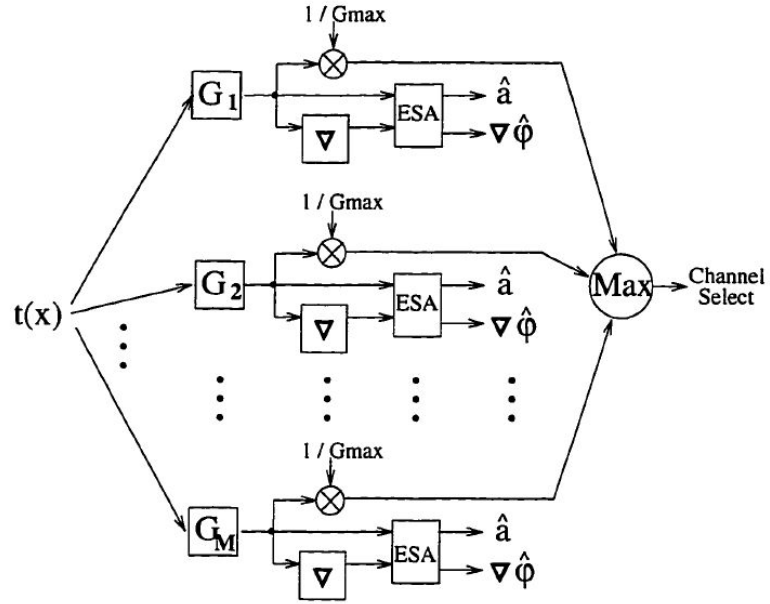 1 / Gmax
G1
ESA
â
∇
∇ φ̂
1 / Gmax
G2
ESA
â
Max
Channel
Select
t(x)
∇
∇ φ̂
1 / Gmax
GM
ESA
â
∇
∇ φ̂